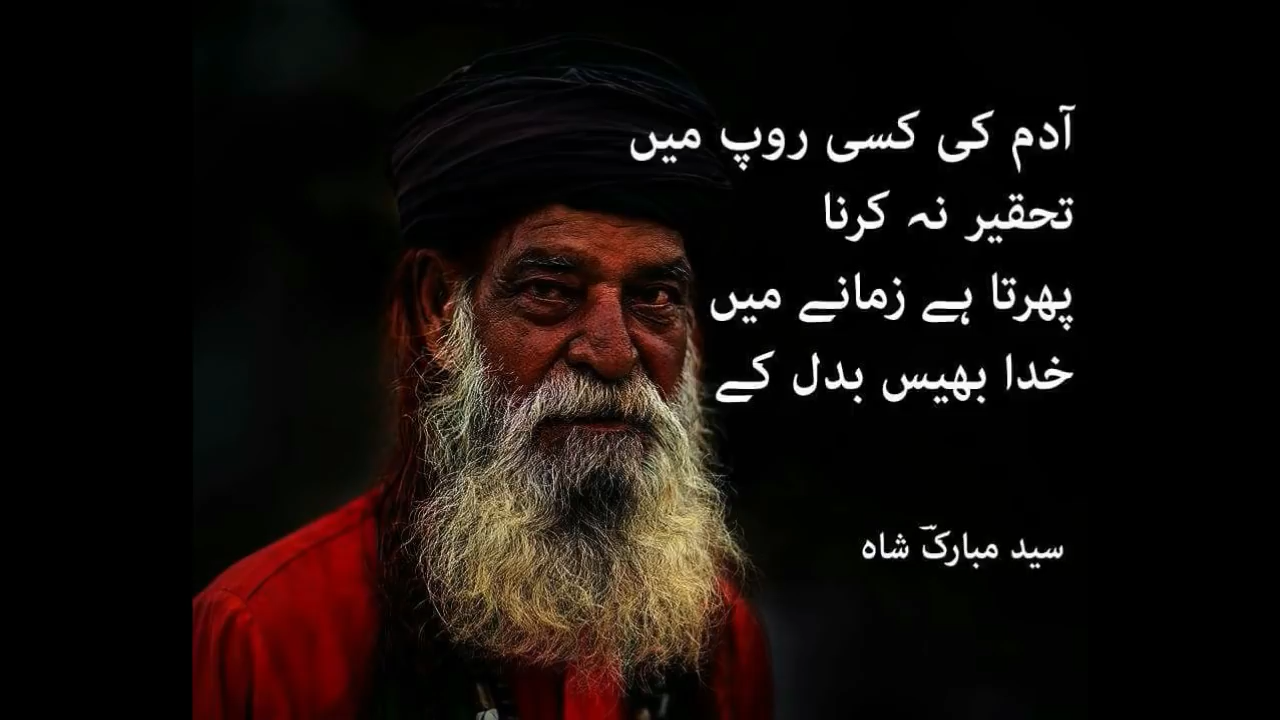 آدم کی کسی روپ میں
تحقیر نہ کرنا
پھرتا ہے زمانے میں
خدا بھیس بدل کے
سید مبارکؔ شاہ